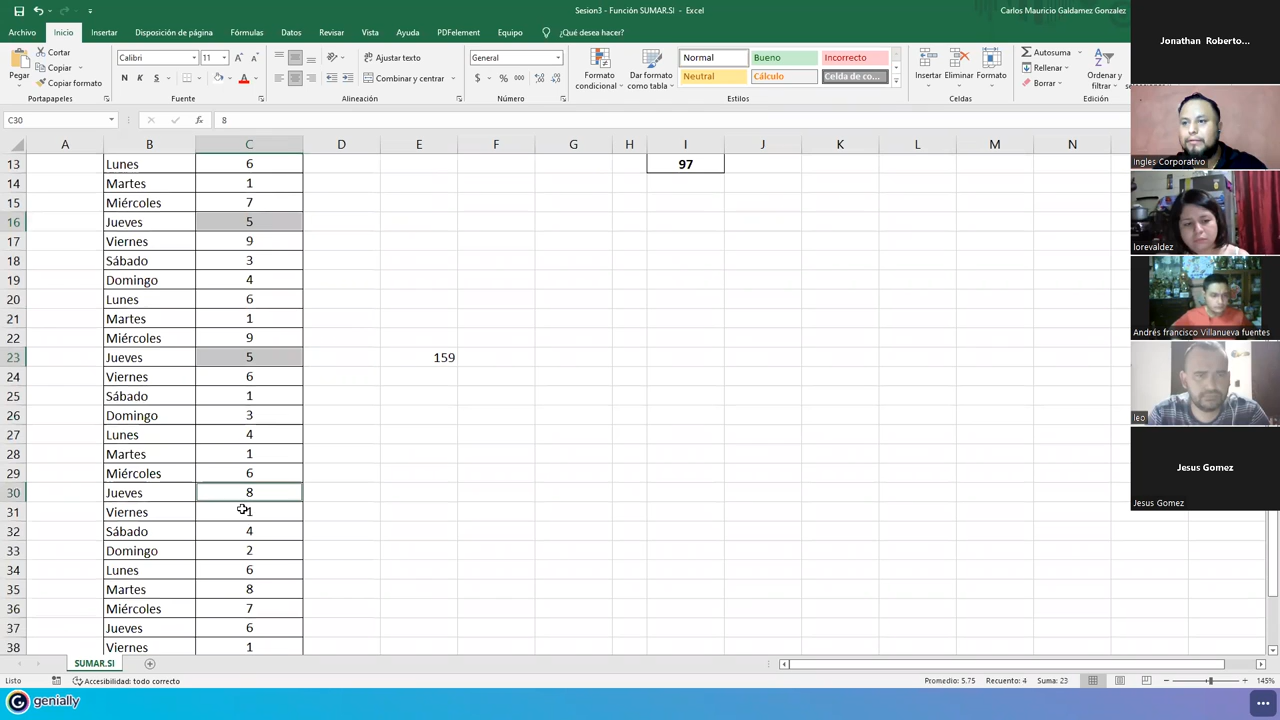 Sesion3 - Función SUMAR.SI - Excel
Carlos Mauricio Galdamez Gonzalez
Archivo Inicio Insertar Disposición de página Fórmulas Datos Revisar Vista Ayuda PDFelement Equipo ¿Qué desea hacer?
Pegar
Cortar
Copiar
Copiar formato
Portapapeles
Calibri 11
N K S
Fuente
Ajustar texto
Combinar y centrar
Alineación
General
Número
Formato condicional
Dar formato como tabla
Normal Bueno Incorrecto
Neutral Cálculo Celda de co...
Estilos
Insertar Eliminar Formato
Celdas
Autosuma
Rellenar
Borrar
Ordenar y filtrar
Edición
C30 fx 8
A B C D E F G H I J K L M N
13 Lunes 6 97
14 Martes 1
15 Miércoles 7
16 Jueves 5
17 Viernes 9
18 Sábado 3
19 Domingo 4
20 Lunes 6
21 Martes 1
22 Miércoles 9
23 Jueves 5 159
24 Viernes 6
25 Sábado 1
26 Domingo 3
27 Lunes 4
28 Martes 1
29 Miércoles 6
30 Jueves 8
31 Viernes 1
32 Sábado 4
33 Domingo 2
34 Lunes 6
35 Martes 8
36 Miércoles 7
37 Jueves 6
38 Viernes 1
SUMAR.SI
Listo Accesibilidad: todo correcto Promedio: 5.75 Recuento: 4 Suma: 23 145%
genially
Jonathan Roberto...
Ingles Corporativo
lorevaldez
Andrés francisco Villanueva fuentes
leo
Jesus Gomez
Jesus Gomez